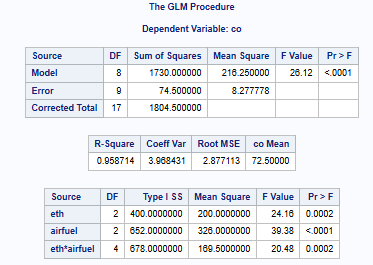 The GLM Procedure
Dependent Variable: co
Source DF Sum of Squares Mean Square F Value Pr > F
Model 8 1730.000000 216.250000 26.12 <.0001
Error 9 74.500000 8.277778
Corrected Total 17 1804.500000
R-Square Coeff Var Root MSE co Mean
0.958714 3.968431 2.877113 72.50000
Source DF Type I SS Mean Square F Value Pr > F
eth 2 400.0000000 200.0000000 24.16 0.0002
airfuel 2 652.0000000 326.0000000 39.38 <.0001
eth*airfuel 4 678.0000000 169.5000000 20.48 0.0002